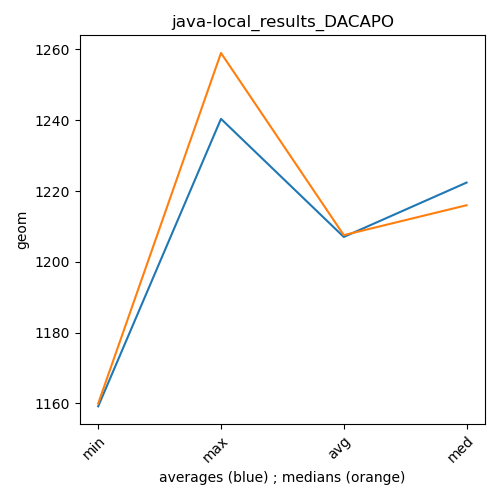 java-local_results_DACAPO
1260
1240
1220
1200
1180
1160
geom
min
max
avg
med
averages (blue) ; medians (orange)